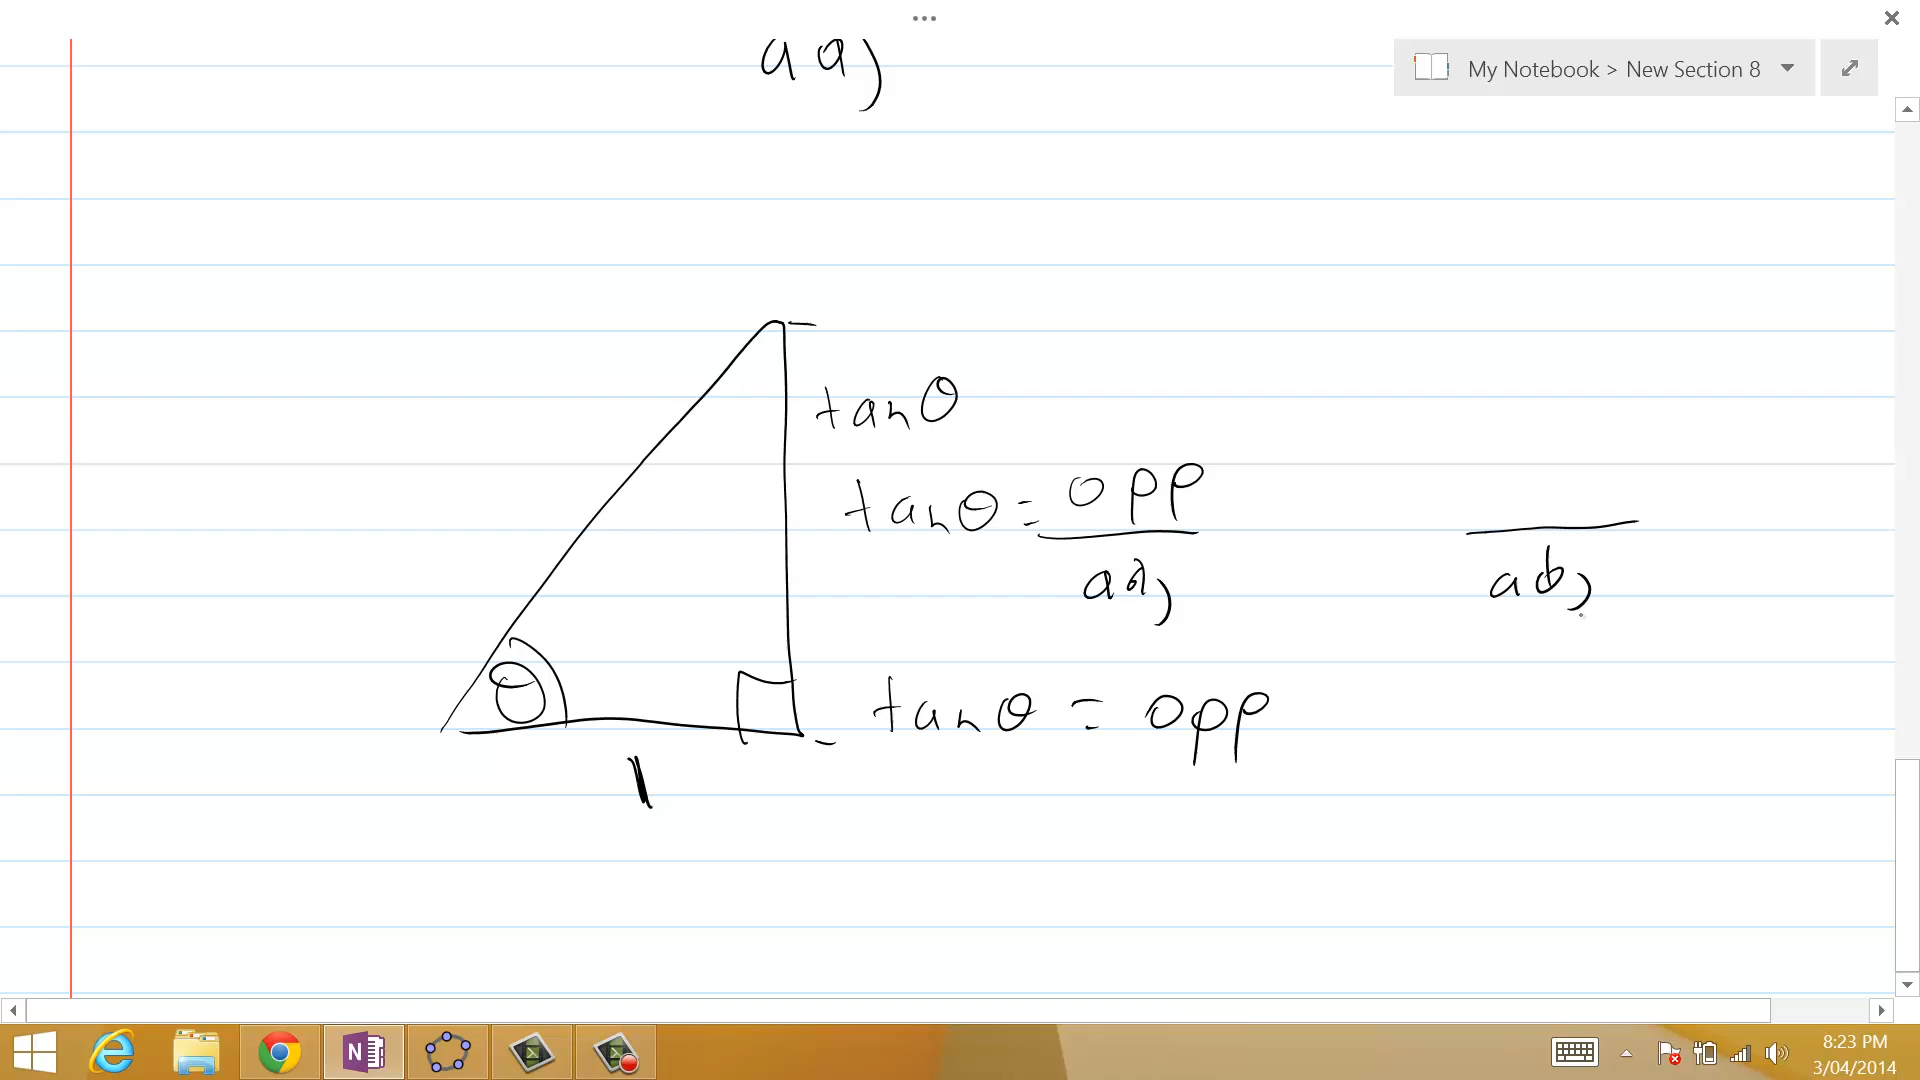 adj
My Notebook > New Section 8
tanθ
tanθ = opp
adj
adj
θ
tanθ = opp
1
8:23 PM
3/04/2014